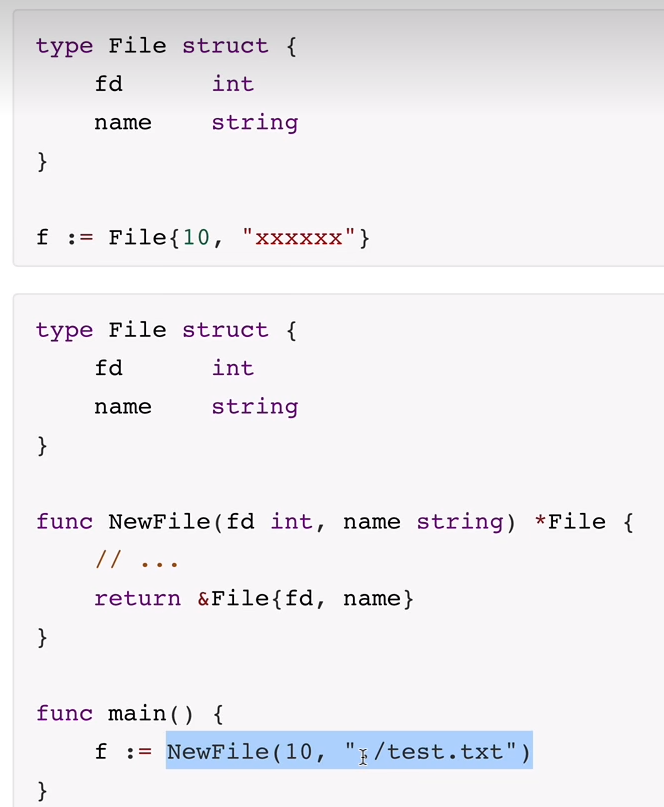 type File struct {
    fd      int
    name    string
}
f := File{10, "xxxxxx"}
type File struct {
    fd      int
    name    string
}
func NewFile(fd int, name string) *File {
    // ...
    return &File{fd, name}
}
func main() {
    f := NewFile(10, "./test.txt")
}